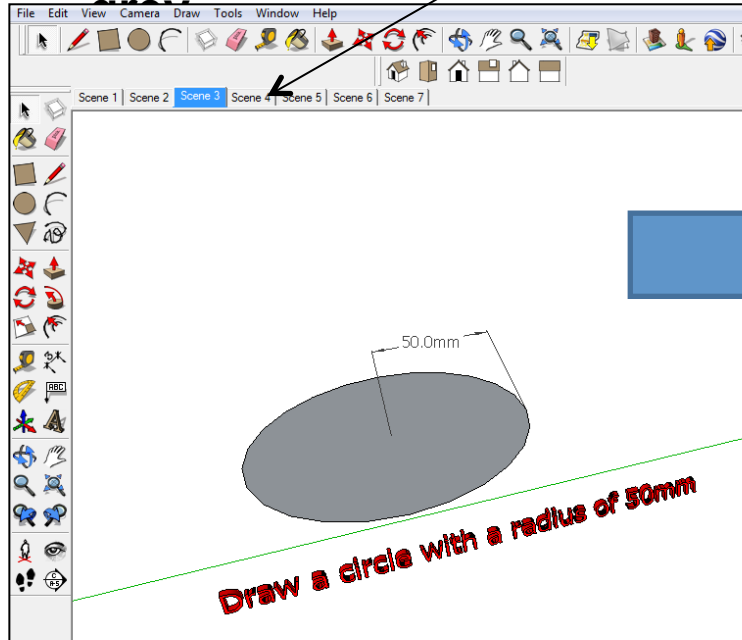 File Edit View Camera Draw Tools Window Help
Scene 1 Scene 2 Scene 3 Scene 4 Scene 5 Scene 6 Scene 7
ABC
50.0mm
Draw a circle with a radius of 50mm